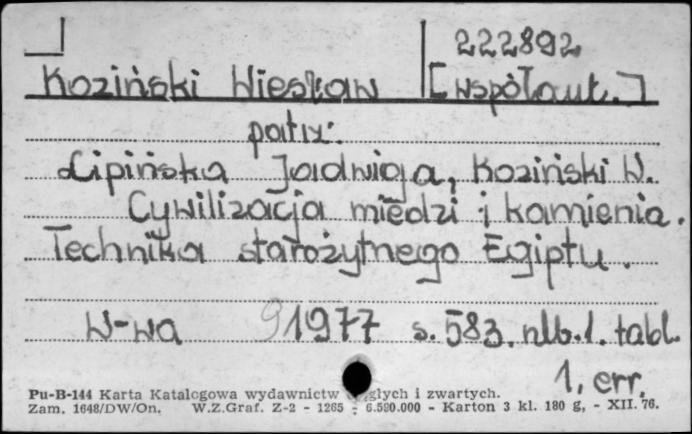 222892
Koziński Wiesław [współaut.]
patrz:
Lipińska Jadwiga, Koziński W.
Cywilizacja miedzi i kamienia.
Technika starożytnego Egiptu.
W-wa 1977 s. 583, nlb. 1. tabl.
1, err.
Pu-B-144 Karta Katalogowa wydawnictw ciągłych i zwartych.
Zam. 1648/DW/On. W.Z.Graf. Z-2 - 1265 - 6.590.000 - Karton 3 kl. 180 g, - XII. 76.